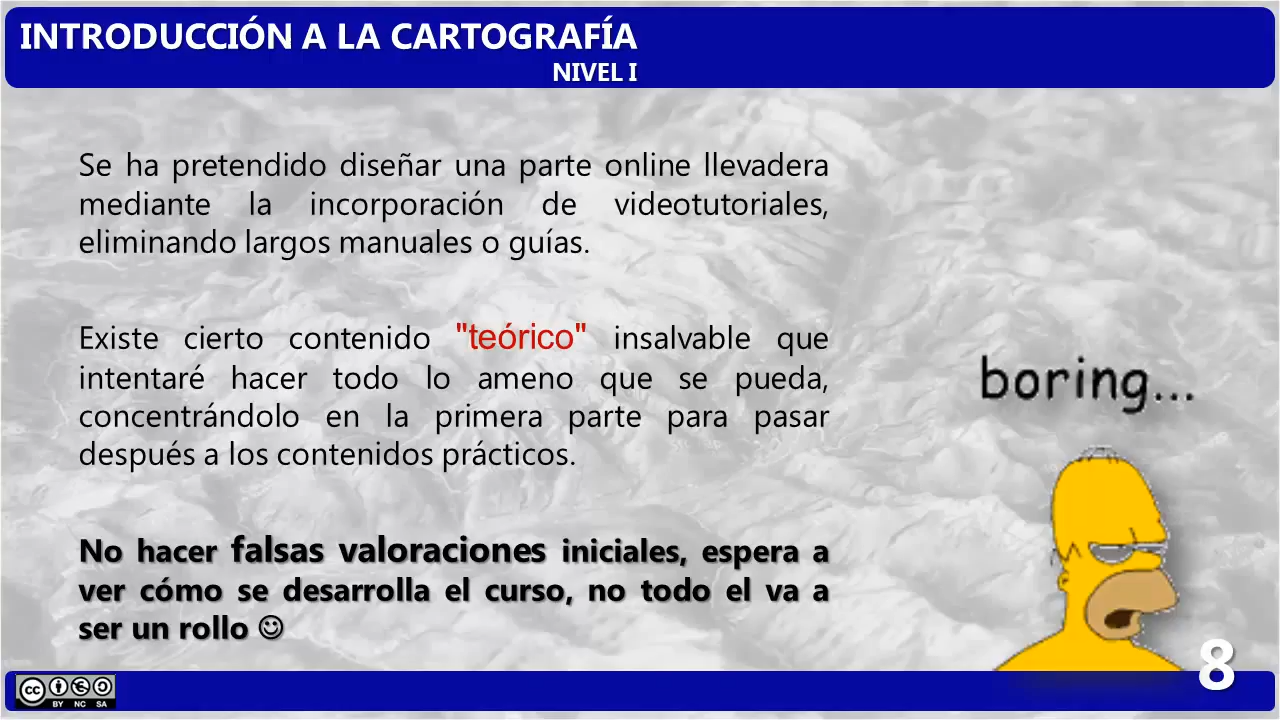 INTRODUCCIÓN A LA CARTOGRAFÍA
NIVEL I
Se ha pretendido diseñar una parte online llevadera
mediante la incorporación de videotutoriales,
eliminando largos manuales o guías.
Existe cierto contenido "teórico" insalvable que
intentaré hacer todo lo ameno que se pueda,
concentrándolo en la primera parte para pasar
después a los contenidos prácticos.
No hacer falsas valoraciones iniciales, espera a
ver cómo se desarrolla el curso, no todo el va a
ser un rollo ☺
boring...
8
cc BY NC SA